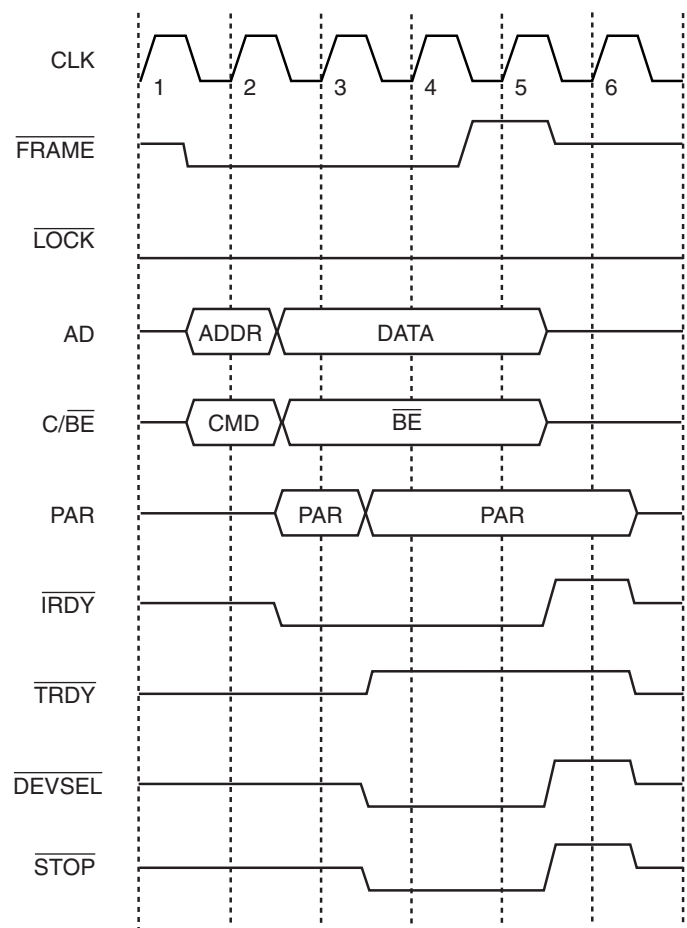 CLK
1 2 3 4 5 6
FRAME
LOCK
AD ADDR DATA
C/BE CMD BE
PAR PAR PAR
IRDY
TRDY
DEVSEL
STOP